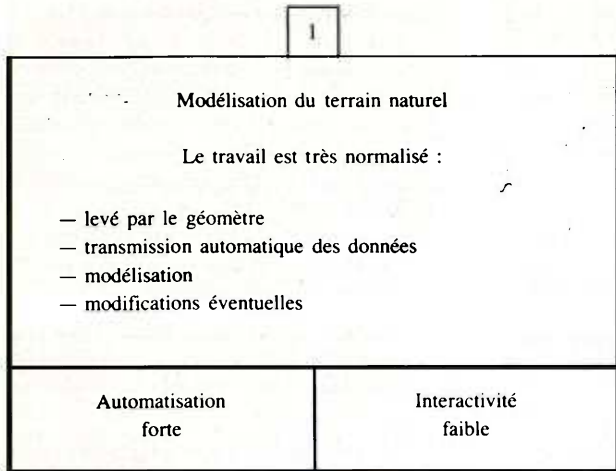 1
Modélisation du terrain naturel
Le travail est très normalisé :
— levé par le géomètre
— transmission automatique des données
— modélisation
— modifications éventuelles
Automatisation
forte
Interactivité
faible